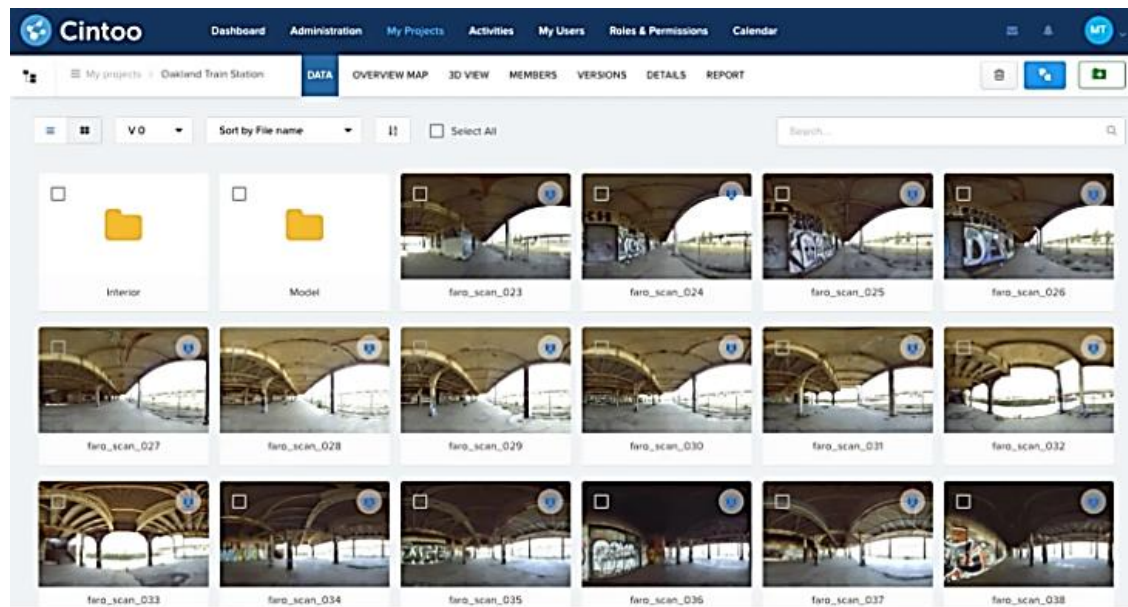 Cintoo
Dashboard Administration My Projects Activities My Users Roles & Permissions Calendar
MT
My projects Oakland Train Station
DATA OVERVIEW MAP 3D VIEW MEMBERS VERSIONS DETAILS REPORT
V 0 Sort by File name Select All Search...
Interior Model faro_scan_023 faro_scan_024 faro_scan_025 faro_scan_026
faro_scan_027 faro_scan_028 faro_scan_029 faro_scan_030 faro_scan_031 faro_scan_032
faro_scan_033 faro_scan_034 faro_scan_035 faro_scan_036 faro_scan_037 faro_scan_038